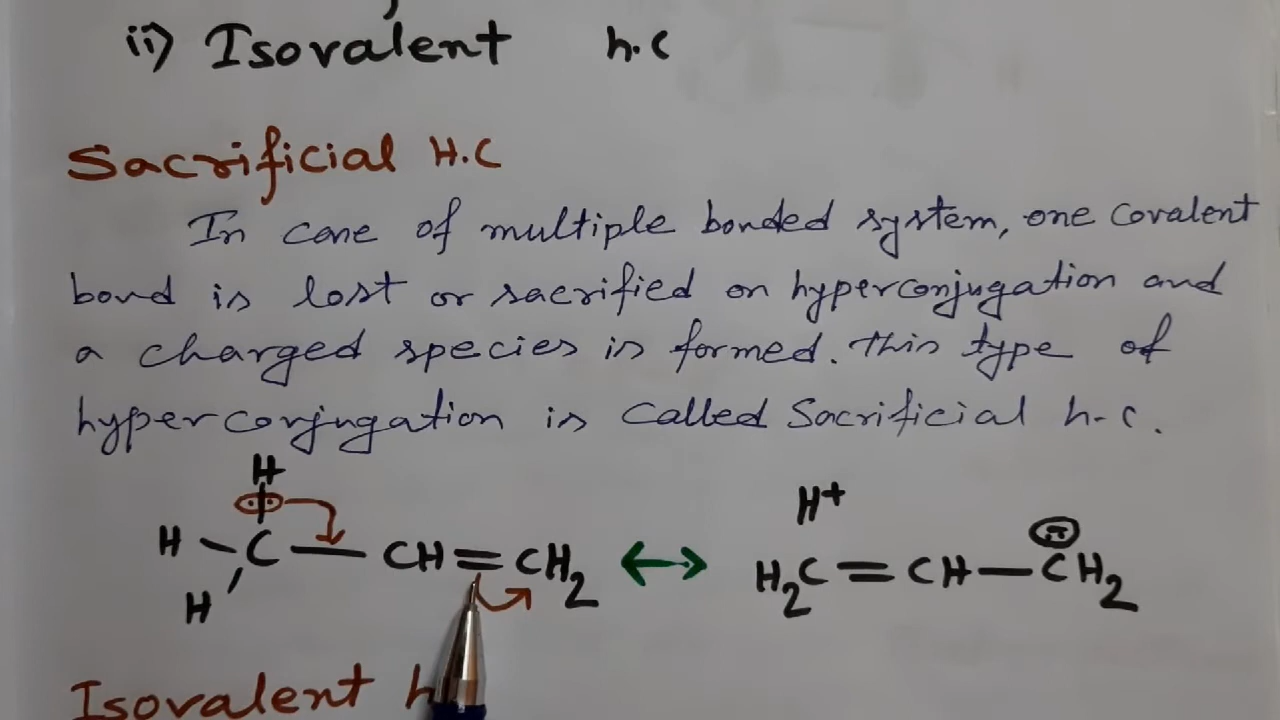 ii) Isovalent h.c
Sacrificial H.C
In case of multiple bonded system, one covalent
bond is lost or sacrified on hyperconjugation and
a charged species is formed. This type of
hyperconjugation is called Sacrificial h-c.
H
H – C — CH = CH2 ↔ H2C = CH — CH2
H
H+
Isovalent h